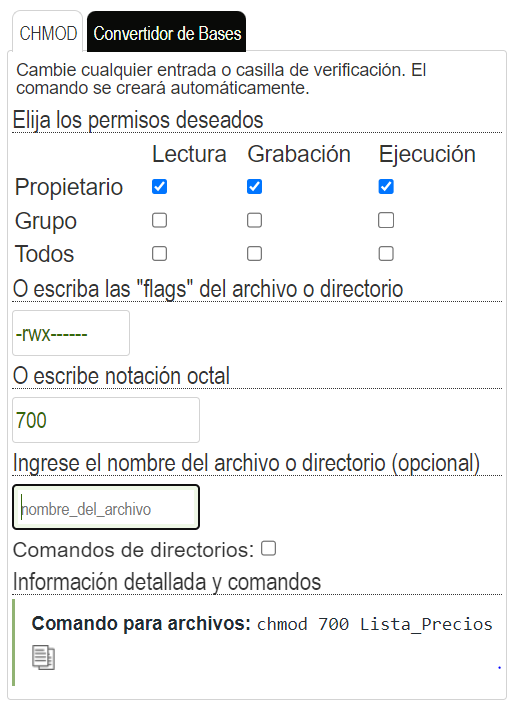 CHMOD Convertidor de Bases
Cambie cualquier entrada o casilla de verificación. El
comando se creará automáticamente.
Elija los permisos deseados
Lectura Grabación Ejecución
Propietario
Grupo
Todos
O escriba las "flags" del archivo o directorio
-rwx------
O escribe notación octal
700
Ingrese el nombre del archivo o directorio (opcional)
nombre_del_archivo
Comandos de directorios:
Información detallada y comandos
Comando para archivos: chmod 700 Lista_Precios
.